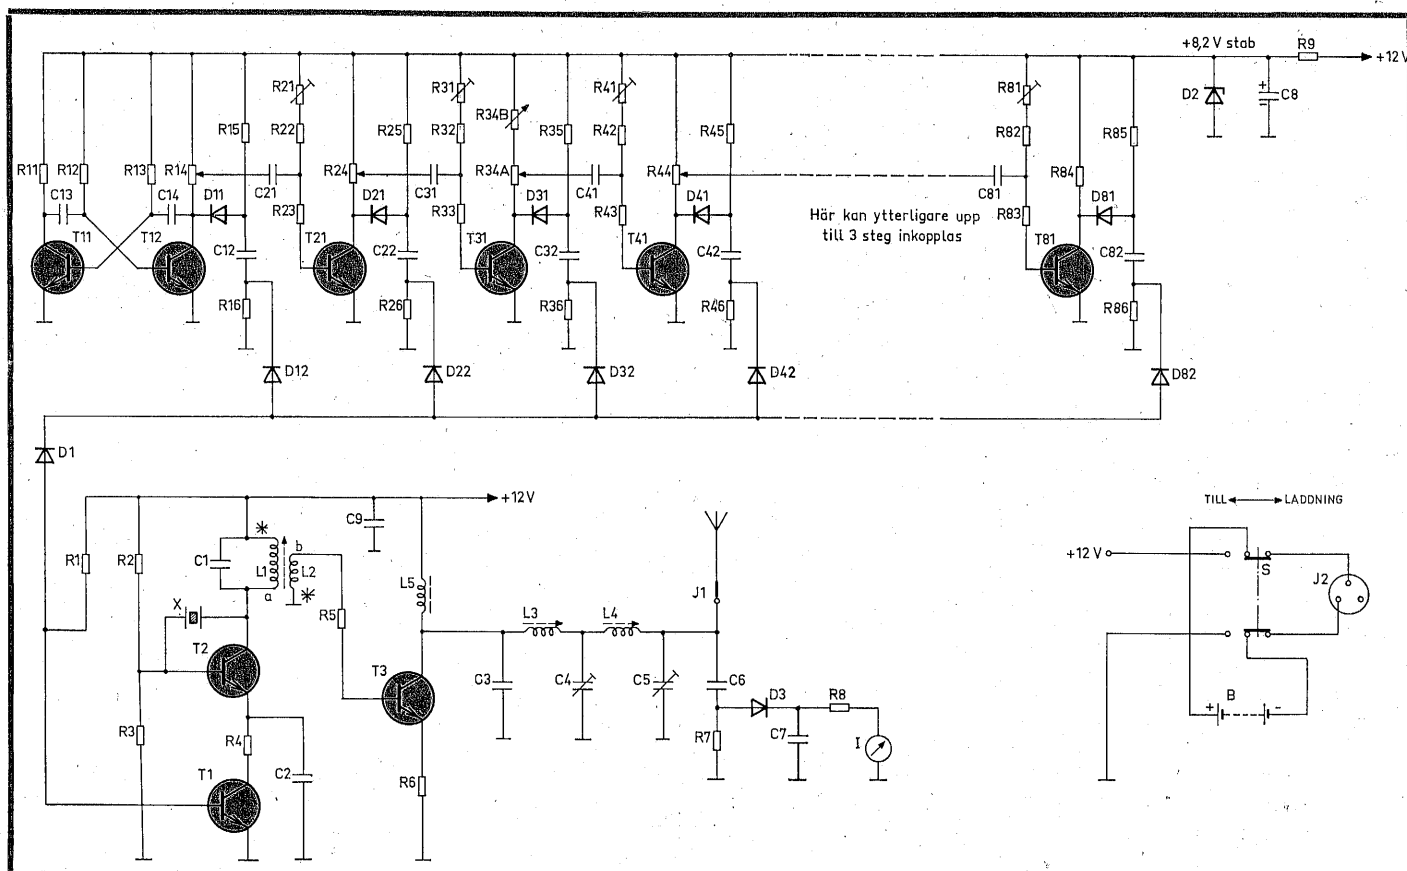 +8,2 V stab
R9
+12 V
R21
R31
R41
R81
D2
C8
R34B
R15
R22
R25
R32
R35
R42
R45
R82
R85
R11
R12
R13
R14
R24
R34A
R44
R84
C13
C14
D11
C21
D21
C31
D31
C41
D41
C81
D81
R23
R33
R43
R83
Här kan ytterligare upp
till 3 steg inkopplas
T11
T12
C12
T21
C22
T31
C32
T41
C42
T81
C82
R16
R26
R36
R46
R86
D12
D22
D32
D42
D82
D1
+12V
C9
TILL
LADDNING
R1
R2
C1
L1
b
L2
a
L5
+12 V
S
J2
X
R5
J1
L3
L4
T2
T3
C3
C4
C5
C6
D3
R8
B
+
-
R3
R4
R7
C7
I
T1
C2
R6